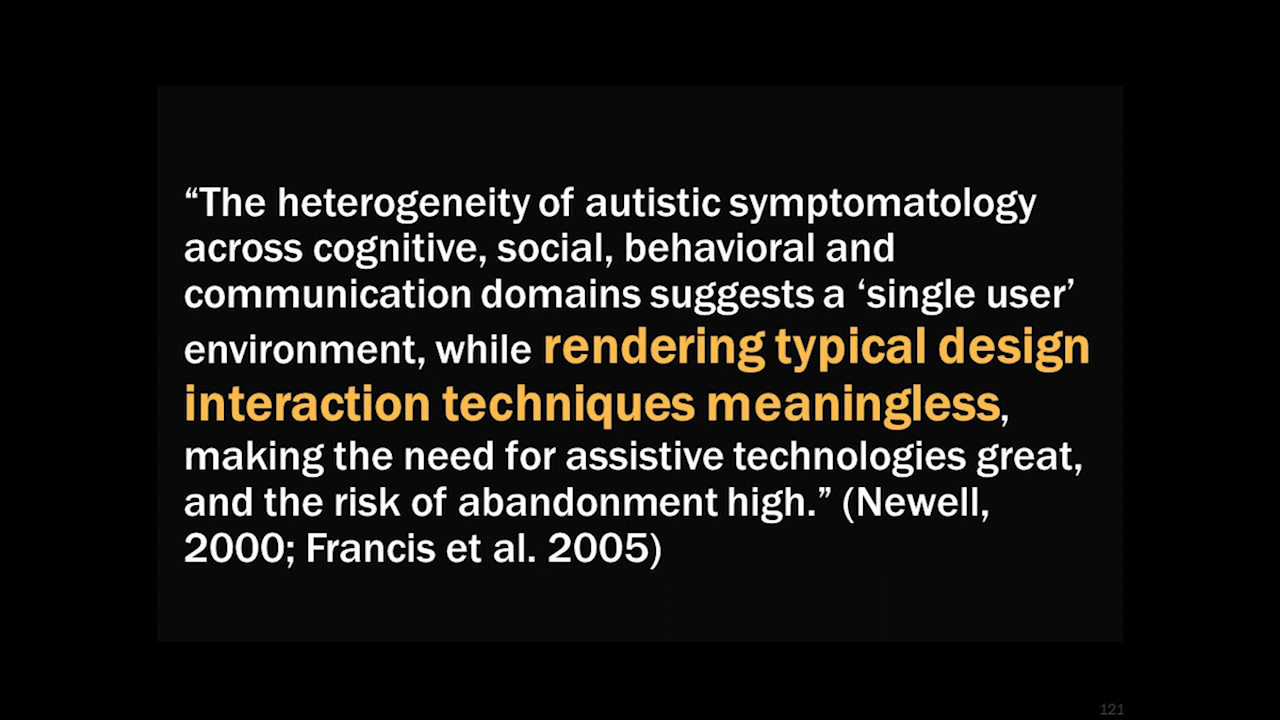 “The heterogeneity of autistic symptomatology
across cognitive, social, behavioral and
communication domains suggests a ‘single user’
environment, while rendering typical design
interaction techniques meaningless,
making the need for assistive technologies great,
and the risk of abandonment high.” (Newell,
2000; Francis et al. 2005)
121